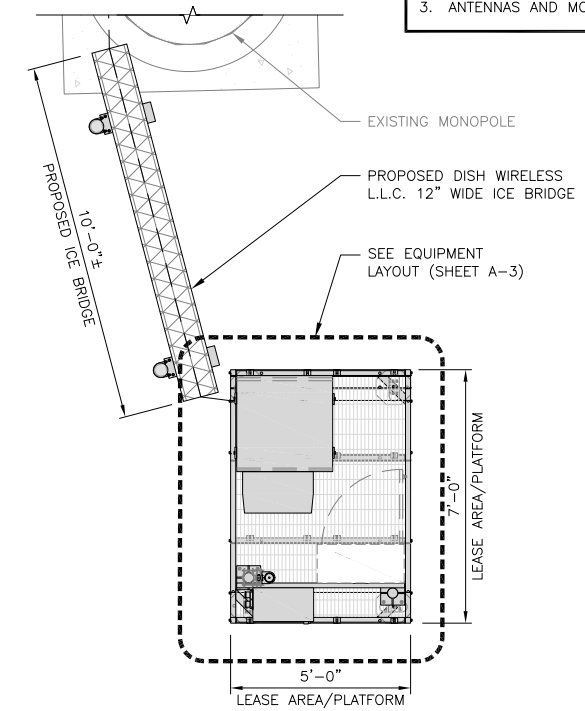 3. ANTENNAS AND MO
EXISTING MONOPOLE
PROPOSED DISH WIRELESS
L.L.C. 12" WIDE ICE BRIDGE
10'-0"±
PROPOSED ICE BRIDGE
SEE EQUIPMENT
LAYOUT (SHEET A-3)
7'-0"
LEASE AREA/PLATFORM
5'-0"
LEASE AREA/PLATFORM